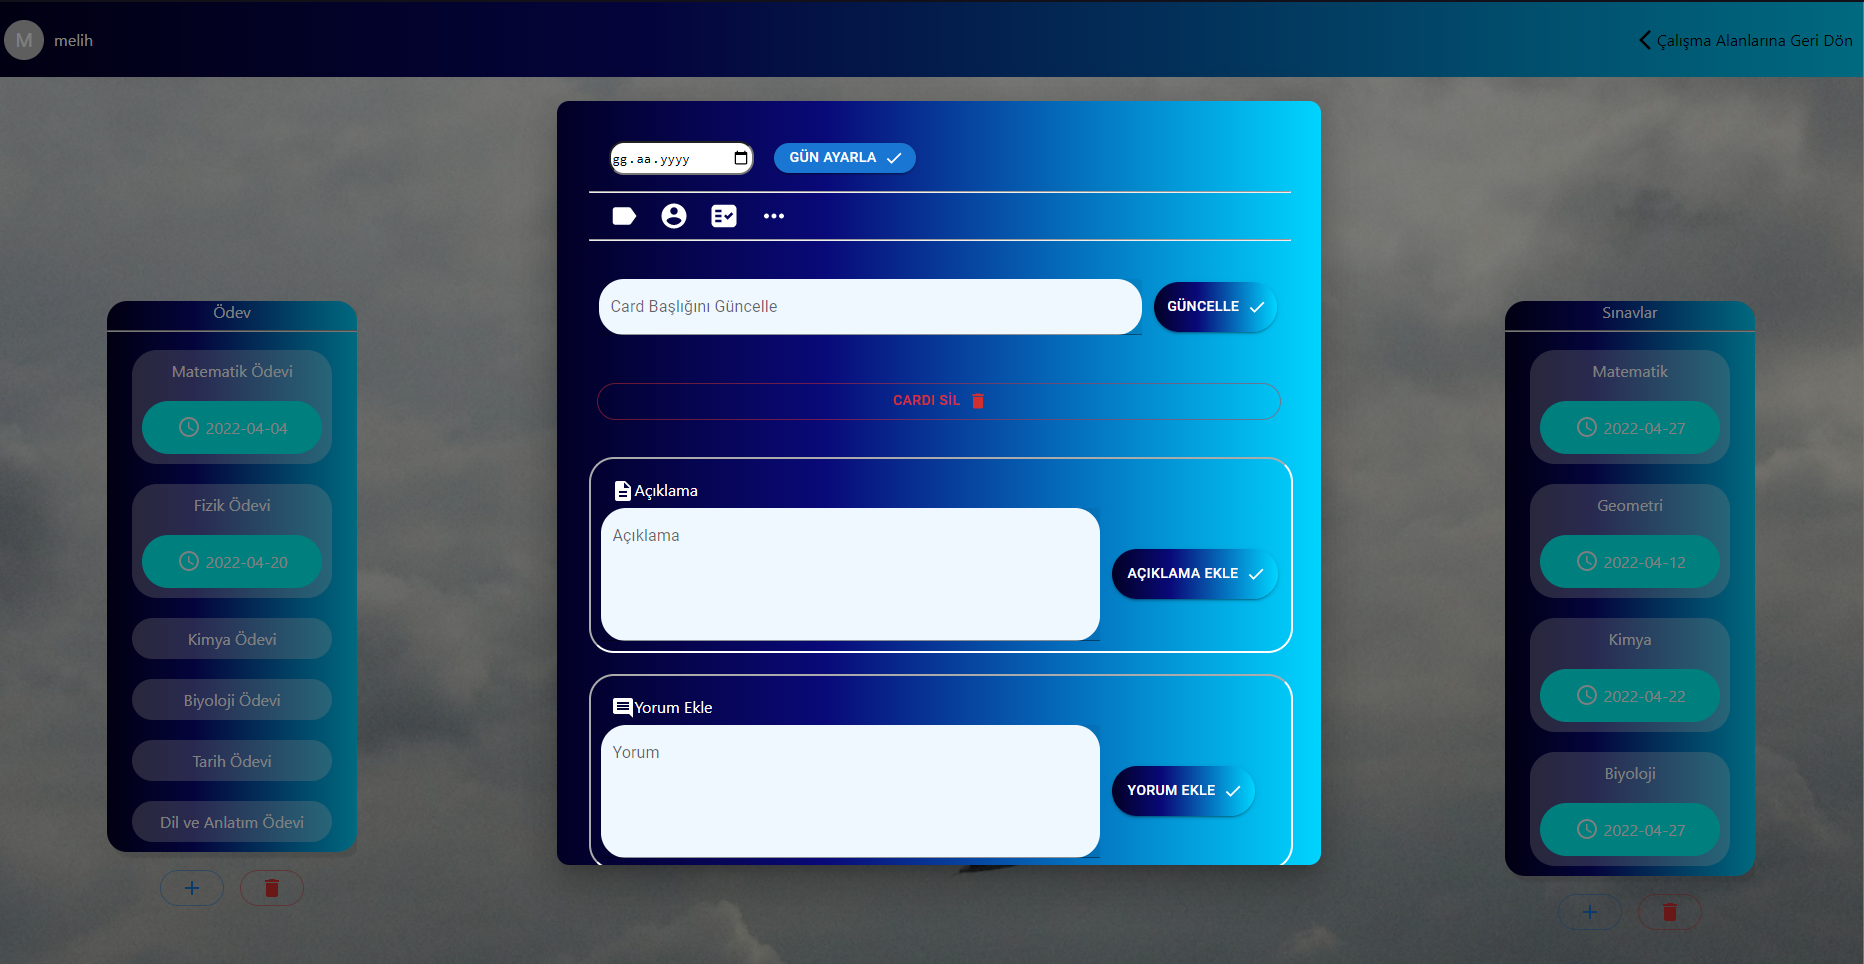 M melih
Çalışma Alanlarına Geri Dön
gg.aa.yyyy
GÜN AYARLA
Card Başlığını Güncelle
GÜNCELLE
CARDI SİL
Açıklama
Açıklama
AÇIKLAMA EKLE
Yorum Ekle
Yorum
YORUM EKLE
Ödev
Matematik Ödevi
2022-04-04
Fizik Ödevi
2022-04-20
Kimya Ödevi
Biyoloji Ödevi
Tarih Ödevi
Dil ve Anlatım Ödevi
Sınavlar
Matematik
2022-04-27
Geometri
2022-04-12
Kimya
2022-04-22
Biyoloji
2022-04-27